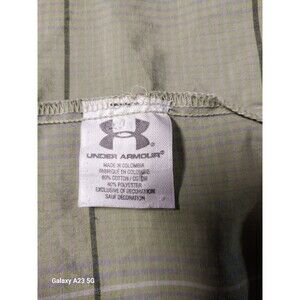 UNDER ARMOUR®
MADE IN COLOMBIA
FABRIQUÉ EN COLOMBIE
60% COTTON / COTON
40% POLYESTER
EXCLUSIVE OF DECORATION
SAUF DÉCORATION
Galaxy A23 5G